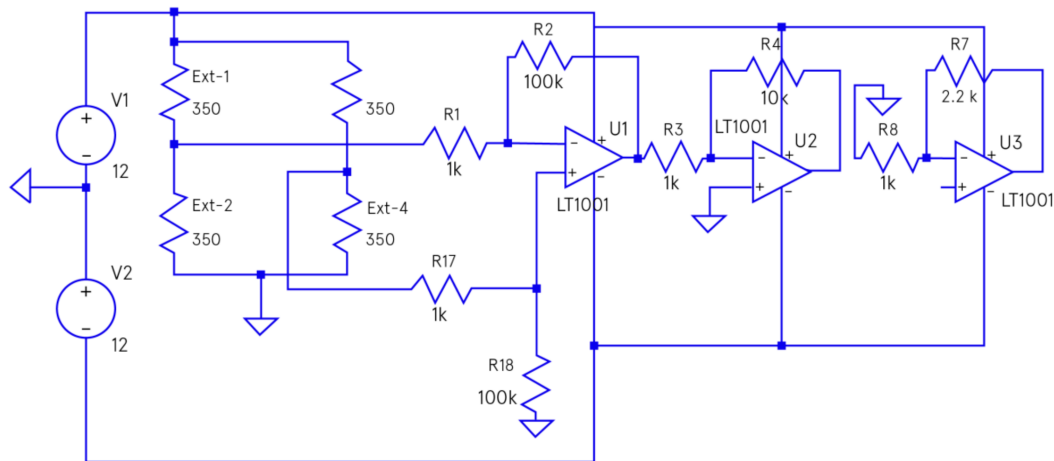 V1
+
−
12
V2
+
−
12
Ext-1
350
Ext-2
350
350
Ext-4
350
R1
1k
R17
1k
R18
100k
R2
100k
U1
−
+
+
−
LT1001
R3
1k
R4
10k
LT1001
U2
−
+
+
−
R8
1k
R7
2.2 k
U3
−
+
+
−
LT1001